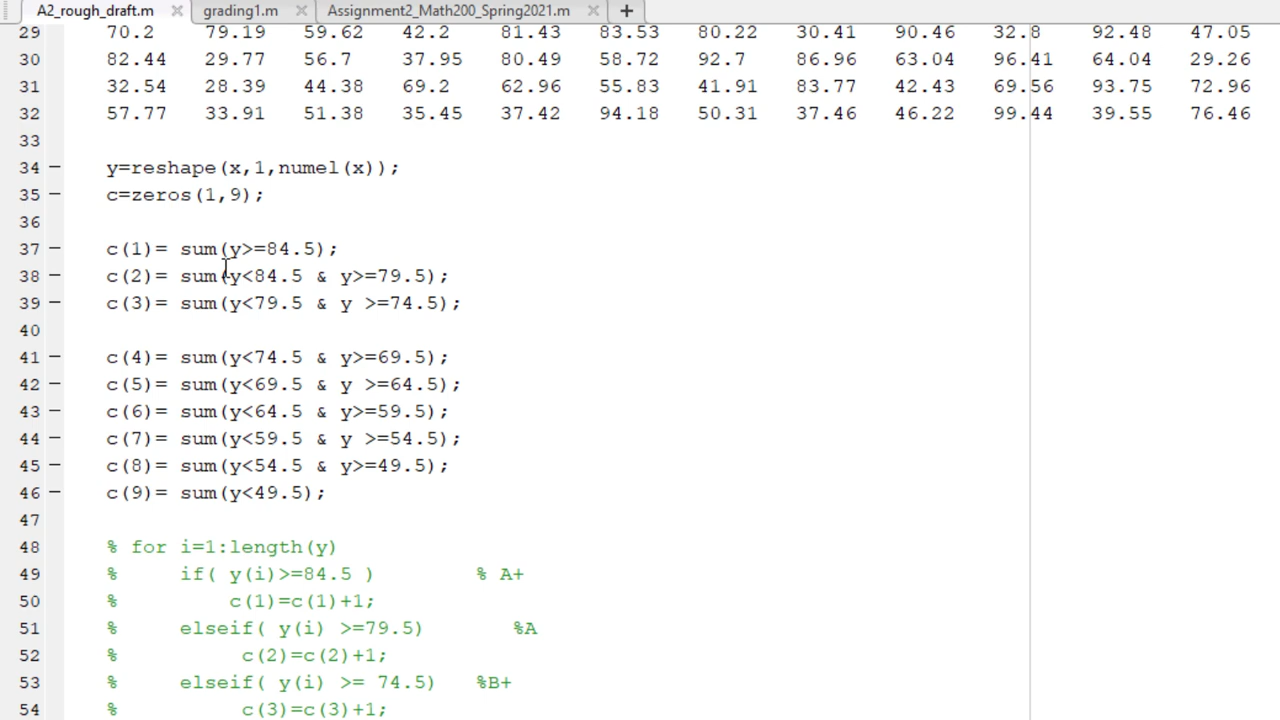 A2_rough_draft.m × grading1.m × Assignment2_Math200_Spring2021.m × +
29 70.2 79.19 59.62 42.2 81.43 83.53 80.22 30.41 90.46 32.8 92.48 47.05
30 82.44 29.77 56.7 37.95 80.49 58.72 92.7 86.96 63.04 96.41 64.04 29.26
31 32.54 28.39 44.38 69.2 62.96 55.83 41.91 83.77 42.43 69.56 93.75 72.96
32 57.77 33.91 51.38 35.45 37.42 94.18 50.31 37.46 46.22 99.44 39.55 76.46
33
34 – y=reshape(x,1,numel(x));
35 – c=zeros(1,9);
36
37 – c(1)= sum(y>=84.5);
38 – c(2)= sum(y<84.5 & y>=79.5);
39 – c(3)= sum(y<79.5 & y >=74.5);
40
41 – c(4)= sum(y<74.5 & y>=69.5);
42 – c(5)= sum(y<69.5 & y >=64.5);
43 – c(6)= sum(y<64.5 & y>=59.5);
44 – c(7)= sum(y<59.5 & y >=54.5);
45 – c(8)= sum(y<54.5 & y>=49.5);
46 – c(9)= sum(y<49.5);
47
48 % for i=1:length(y)
49 % if( y(i)>=84.5 ) % A+
50 % c(1)=c(1)+1;
51 % elseif( y(i) >=79.5) %A
52 % c(2)=c(2)+1;
53 % elseif( y(i) >= 74.5) %B+
54 % c(3)=c(3)+1;